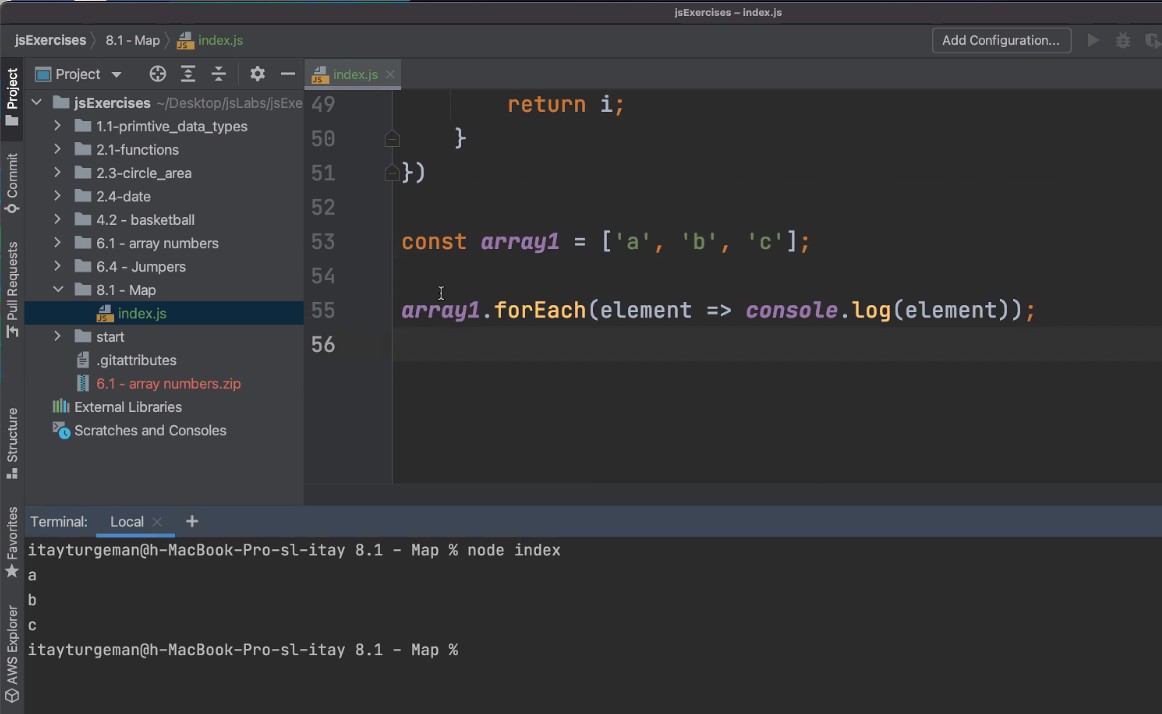 jsExercises – index.js
jsExercises 8.1 - Map index.js
Add Configuration...
Project
index.js
Project
Commit
Pull Requests
Structure
Favorites
AWS Explorer
jsExercises ~/Desktop/jsLabs/jsExe
1.1-primtive_data_types
2.1-functions
2.3-circle_area
2.4-date
4.2 - basketball
6.1 - array numbers
6.4 - Jumpers
8.1 - Map
index.js
start
.gitattributes
6.1 - array numbers.zip
External Libraries
Scratches and Consoles
49 return i;
50 }
51 })
52
53 const array1 = ['a', 'b', 'c'];
54
55 array1.forEach(element => console.log(element));
56
Terminal: Local
itayturgeman@h-MacBook-Pro-sl-itay 8.1 - Map % node index
a
b
c
itayturgeman@h-MacBook-Pro-sl-itay 8.1 - Map %